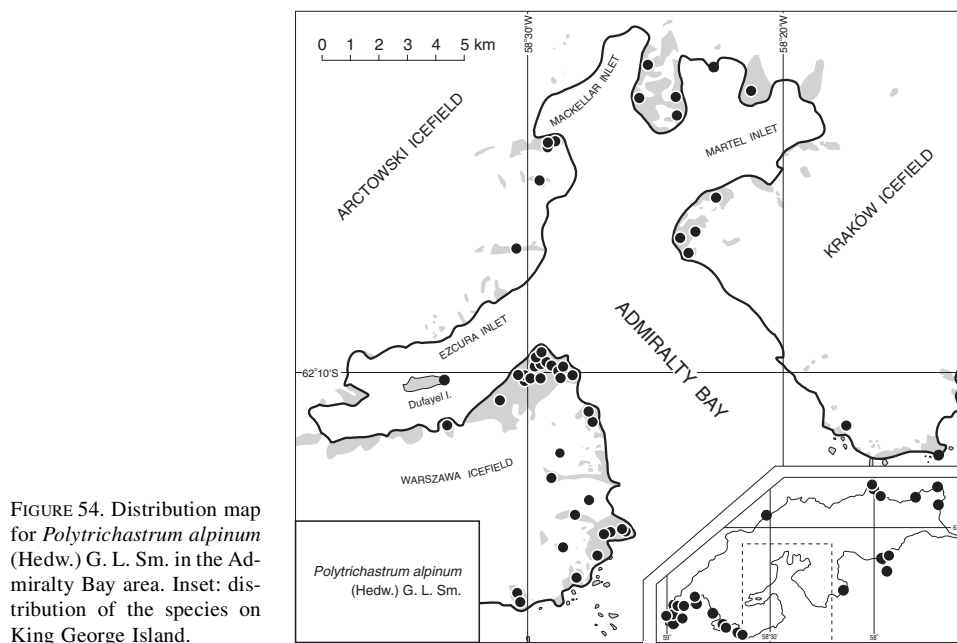 58°30'W
58°20'W
0 1 2 3 4 5 km
MACKELLAR INLET
ARCTOWSKI ICEFIELD
MARTEL INLET
KRAKÓW ICEFIELD
EZCURA INLET
ADMIRALTY BAY
62°10'S
Dufayel I.
WARSZAWA ICEFIELD
Polytrichastrum alpinum
(Hedw.) G. L. Sm.
62
59°
58°30'
58°
FIGURE 54. Distribution map
for Polytrichastrum alpinum
(Hedw.) G. L. Sm. in the Ad-
miralty Bay area. Inset: dis-
tribution of the species on
King George Island.